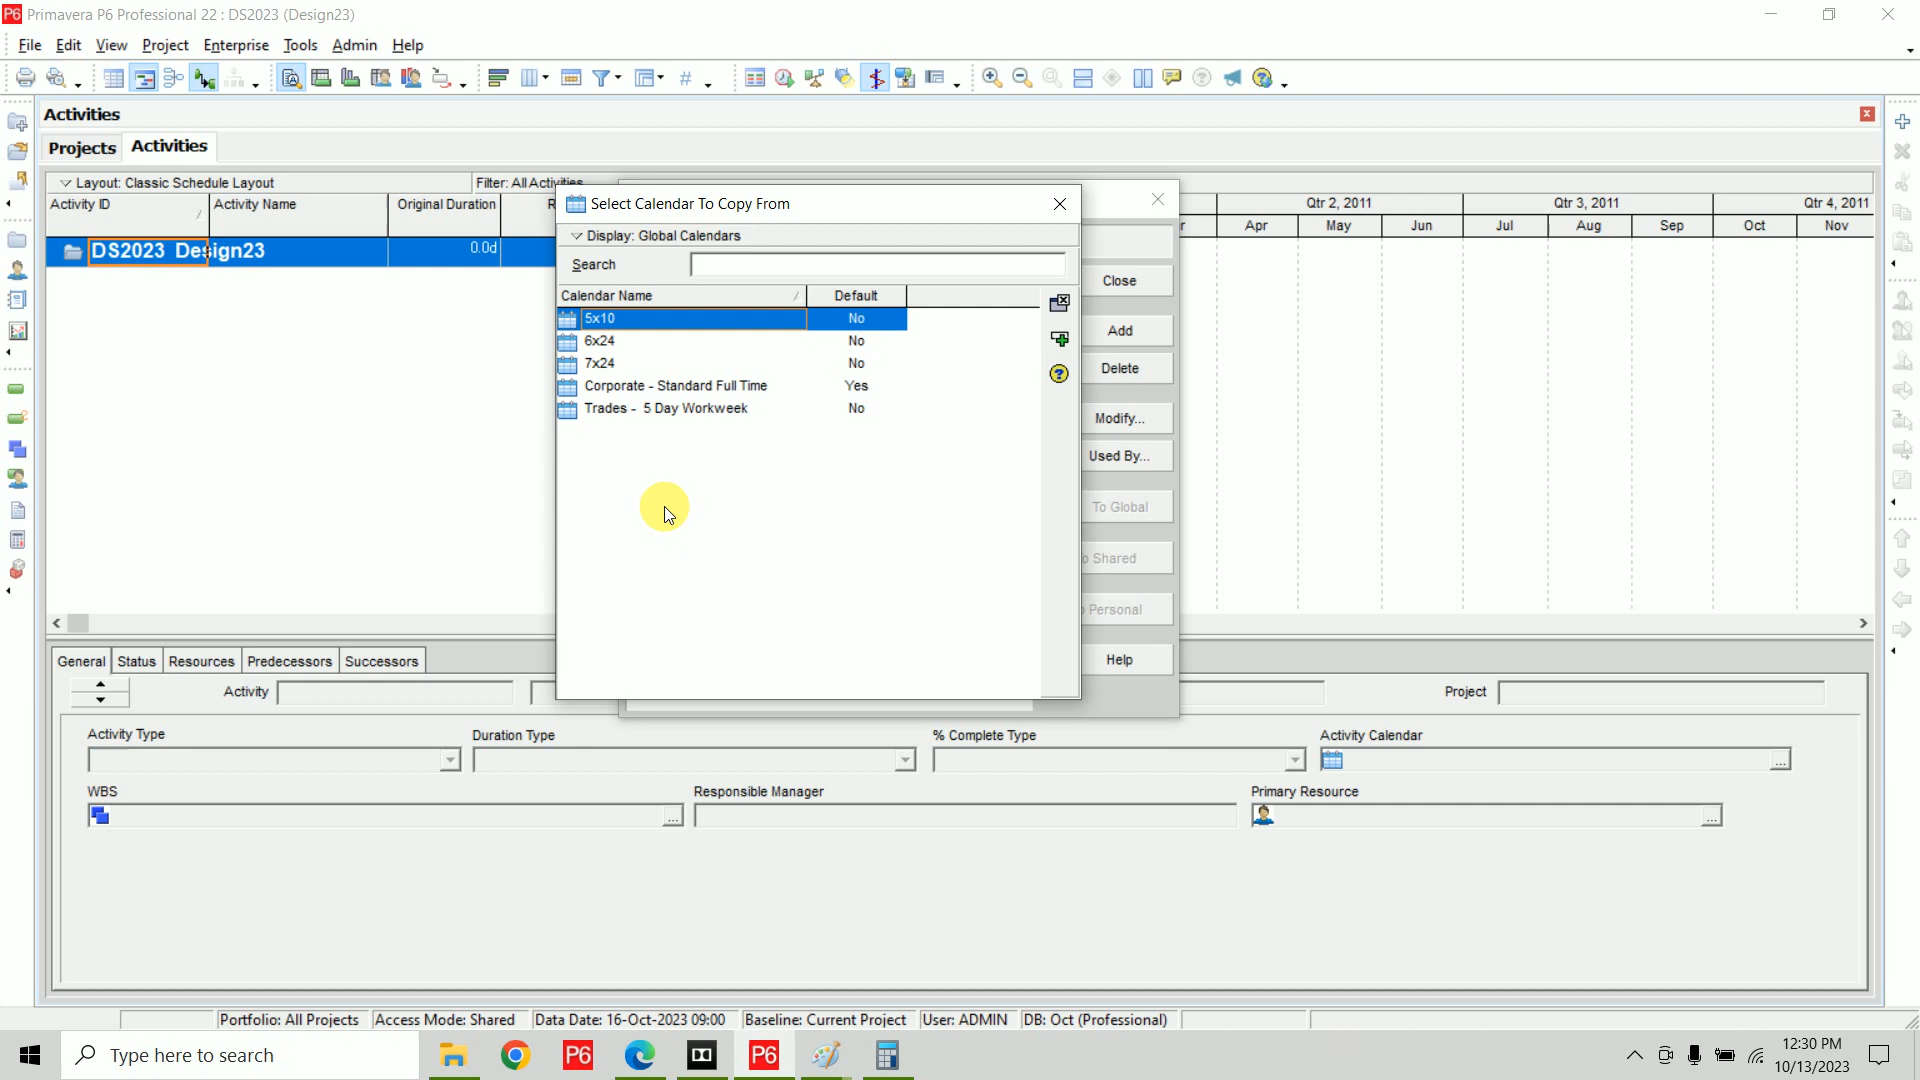 P6 Primavera P6 Professional 22 : DS2023 (Design23)
File Edit View Project Enterprise Tools Admin Help
Activities
Projects Activities
Layout: Classic Schedule Layout Filter: All Activities
Activity ID Activity Name Original Duration
Qtr 2, 2011 Qtr 3, 2011 Qtr 4, 2011
Apr May Jun Jul Aug Sep Oct Nov
DS2023 Design23 0.0d
Select Calendar To Copy From
Display: Global Calendars
Search
Calendar Name Default
5x10 No
6x24 No
7x24 No
Corporate - Standard Full Time Yes
Trades - 5 Day Workweek No
Close
Add
Delete
Modify...
Used By...
To Global
o Shared
Personal
Help
General Status Resources Predecessors Successors
Activity Project
Activity Type Duration Type % Complete Type Activity Calendar
WBS Responsible Manager Primary Resource
Portfolio: All Projects Access Mode: Shared Data Date: 16-Oct-2023 09:00 Baseline: Current Project User: ADMIN DB: Oct (Professional)
Type here to search
P6 P6
12:30 PM
10/13/2023